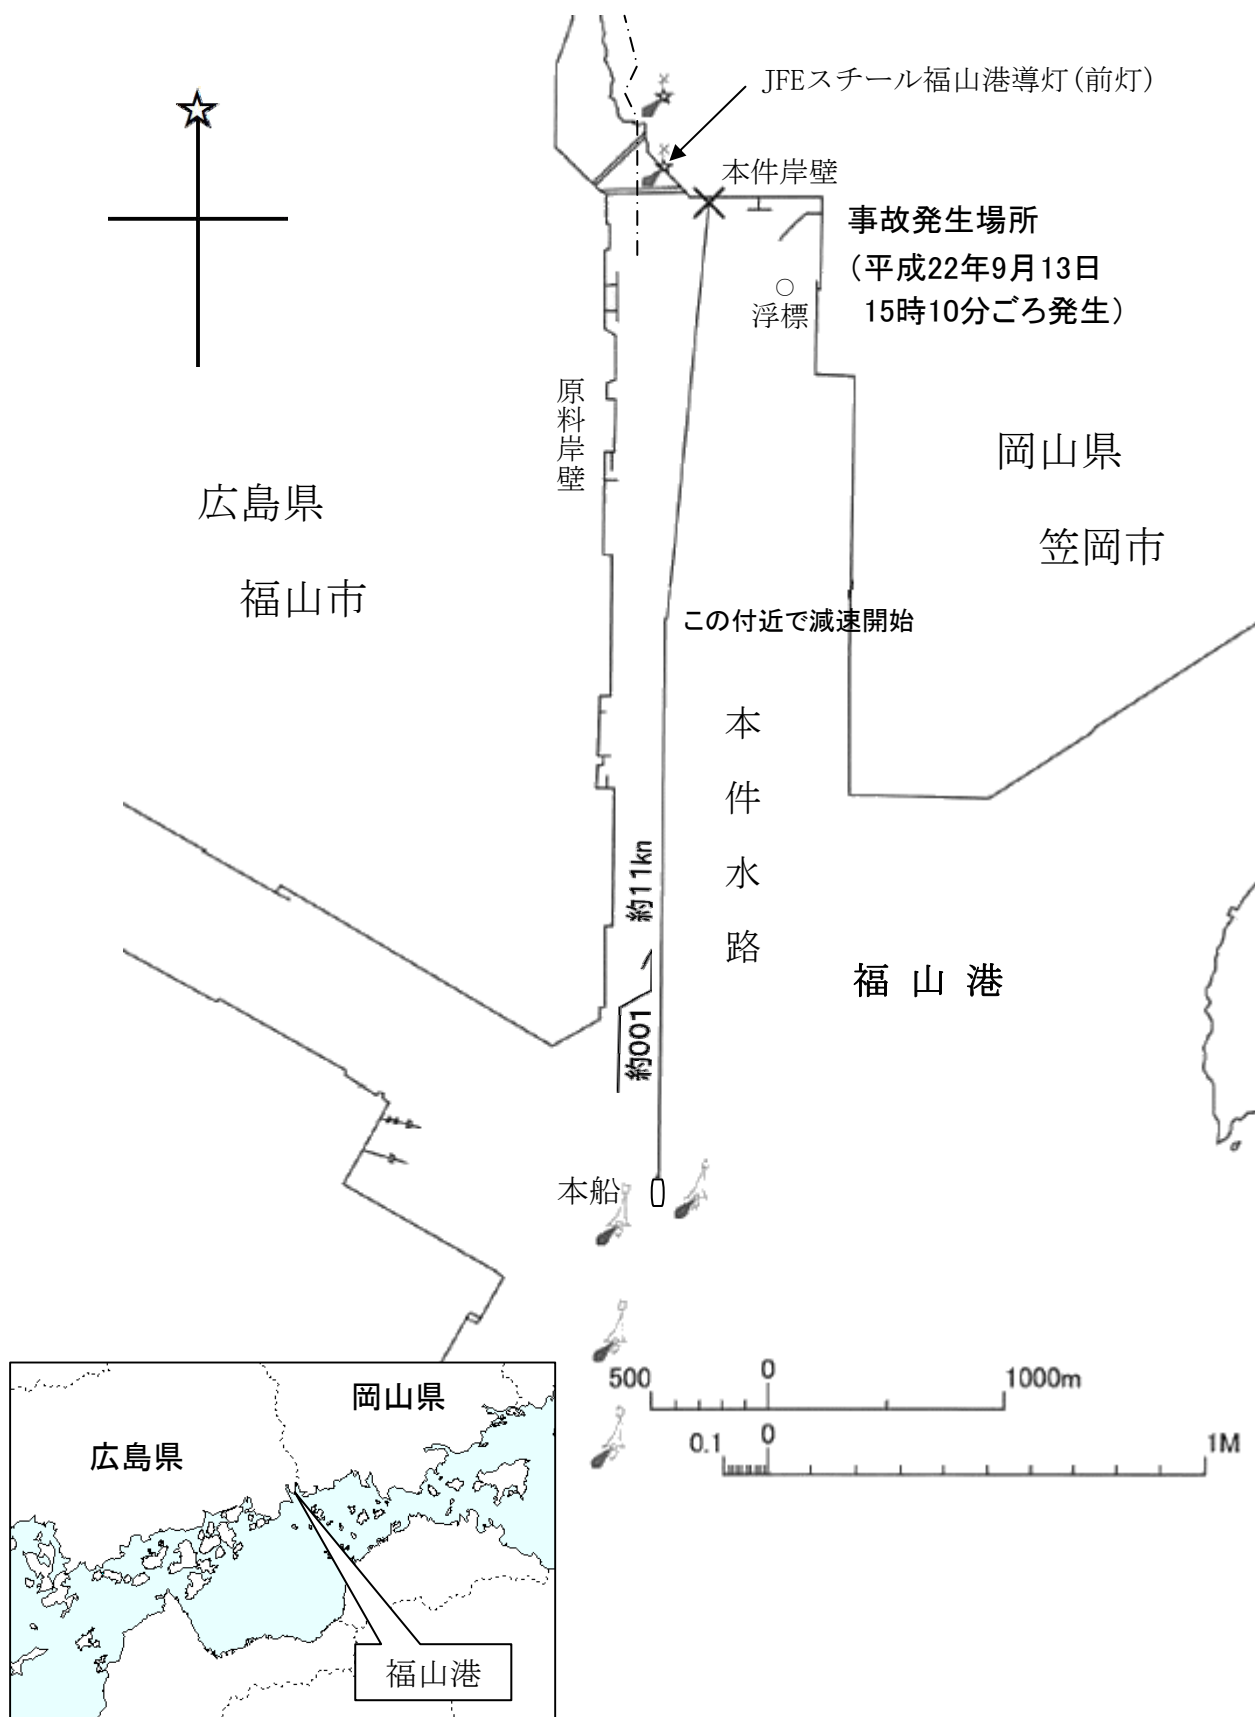 JFEスチール福山港導灯(前灯)
本件岸壁
事故発生場所
(平成22年9月13日
15時10分ごろ発生)
浮標
原料岸壁
岡山県
笠岡市
広島県
福山市
この付近で減速開始
本件水路
約11kn
約001
福山港
本船
500 0 1000m
0.1 0 1M
岡山県
広島県
福山港